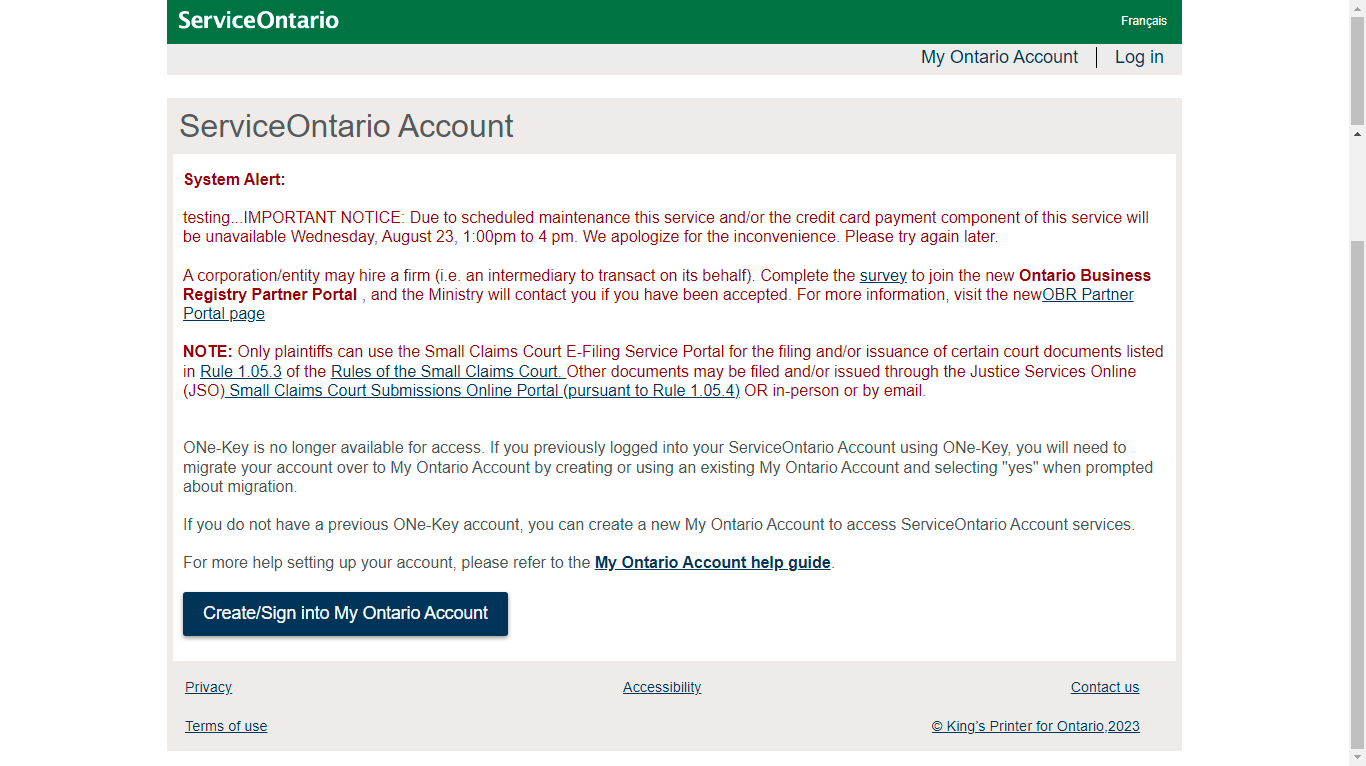 ServiceOntario
Français
My Ontario Account
Log in
ServiceOntario Account
System Alert:
testing...IMPORTANT NOTICE: Due to scheduled maintenance this service and/or the credit card payment component of this service will
be unavailable Wednesday, August 23, 1:00pm to 4 pm. We apologize for the inconvenience. Please try again later.
A corporation/entity may hire a firm (i.e. an intermediary to transact on its behalf). Complete the survey to join the new Ontario Business
Registry Partner Portal , and the Ministry will contact you if you have been accepted. For more information, visit the newOBR Partner
Portal page
NOTE: Only plaintiffs can use the Small Claims Court E-Filing Service Portal for the filing and/or issuance of certain court documents listed
in Rule 1.05.3 of the Rules of the Small Claims Court. Other documents may be filed and/or issued through the Justice Services Online
(JSO) Small Claims Court Submissions Online Portal (pursuant to Rule 1.05.4) OR in-person or by email.
ONe-Key is no longer available for access. If you previously logged into your ServiceOntario Account using ONe-Key, you will need to
migrate your account over to My Ontario Account by creating or using an existing My Ontario Account and selecting "yes" when prompted
about migration.
If you do not have a previous ONe-Key account, you can create a new My Ontario Account to access ServiceOntario Account services.
For more help setting up your account, please refer to the My Ontario Account help guide.
Create/Sign into My Ontario Account
Privacy
Accessibility
Contact us
Terms of use
© King’s Printer for Ontario,2023